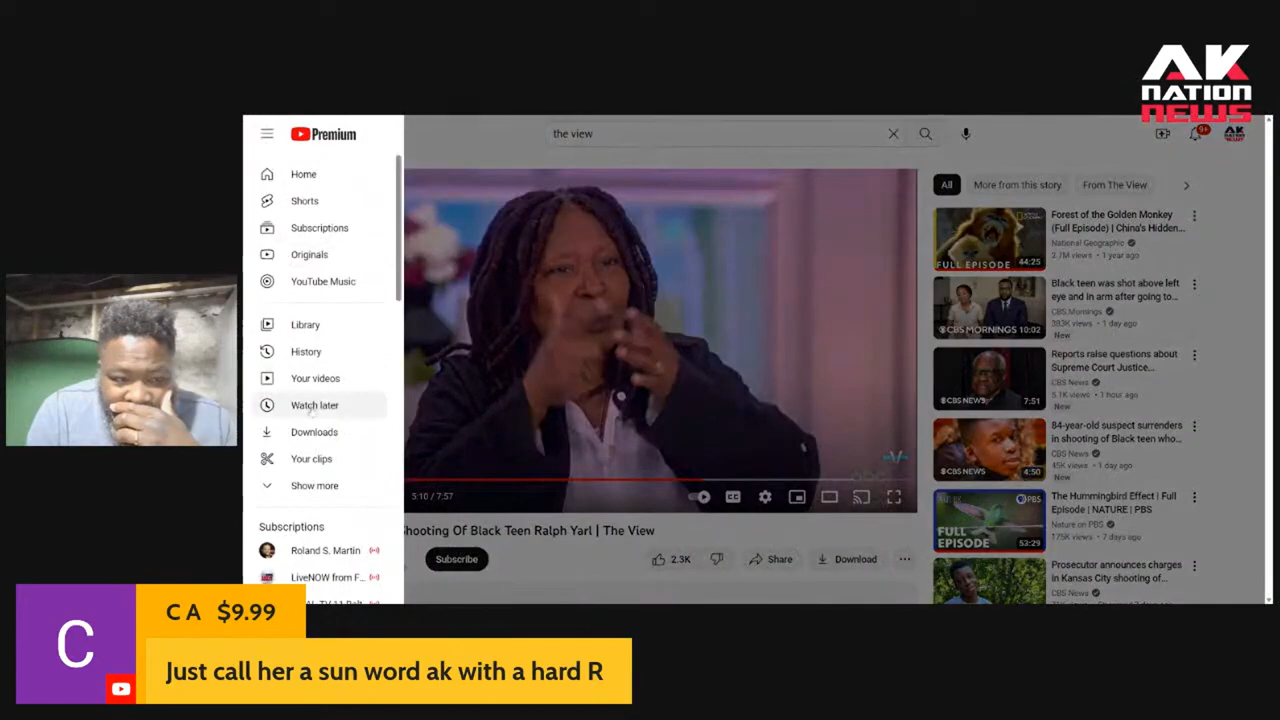 AK
NATION
NEWS
Premium
the view
9+
Home
Shorts
Subscriptions
Originals
YouTube Music
Library
History
Your videos
Watch later
Downloads
Your clips
Show more
Subscriptions
Roland S. Martin
LiveNOW from F...
5:10 / 7:57
Shooting Of Black Teen Ralph Yarl | The View
Subscribe
2.3K
Share
Download
All
More from this story
From The View
FULL EPISODE
44:25
Forest of the Golden Monkey
(Full Episode) | China's Hidden...
National Geographic
2.7M views • 1 year ago
CBS MORNINGS
10:02
Black teen was shot above left
eye and in arm after going to...
CBS Mornings
383K views • 1 day ago
New
CBS NEWS
7:51
Reports raise questions about
Supreme Court Justice...
CBS News
5.1K views • 1 hour ago
New
CBS NEWS
4:50
84-year-old suspect surrenders
in shooting of Black teen who...
CBS News
45K views • 1 day ago
New
PBS
FULL
EPISODE
53:29
The Hummingbird Effect | Full
Episode | NATURE | PBS
Nature on PBS
175K views • 7 days ago
Prosecutor announces charges
in Kansas City shooting of...
CBS News
C
C A $9.99
Just call her a sun word ak with a hard R